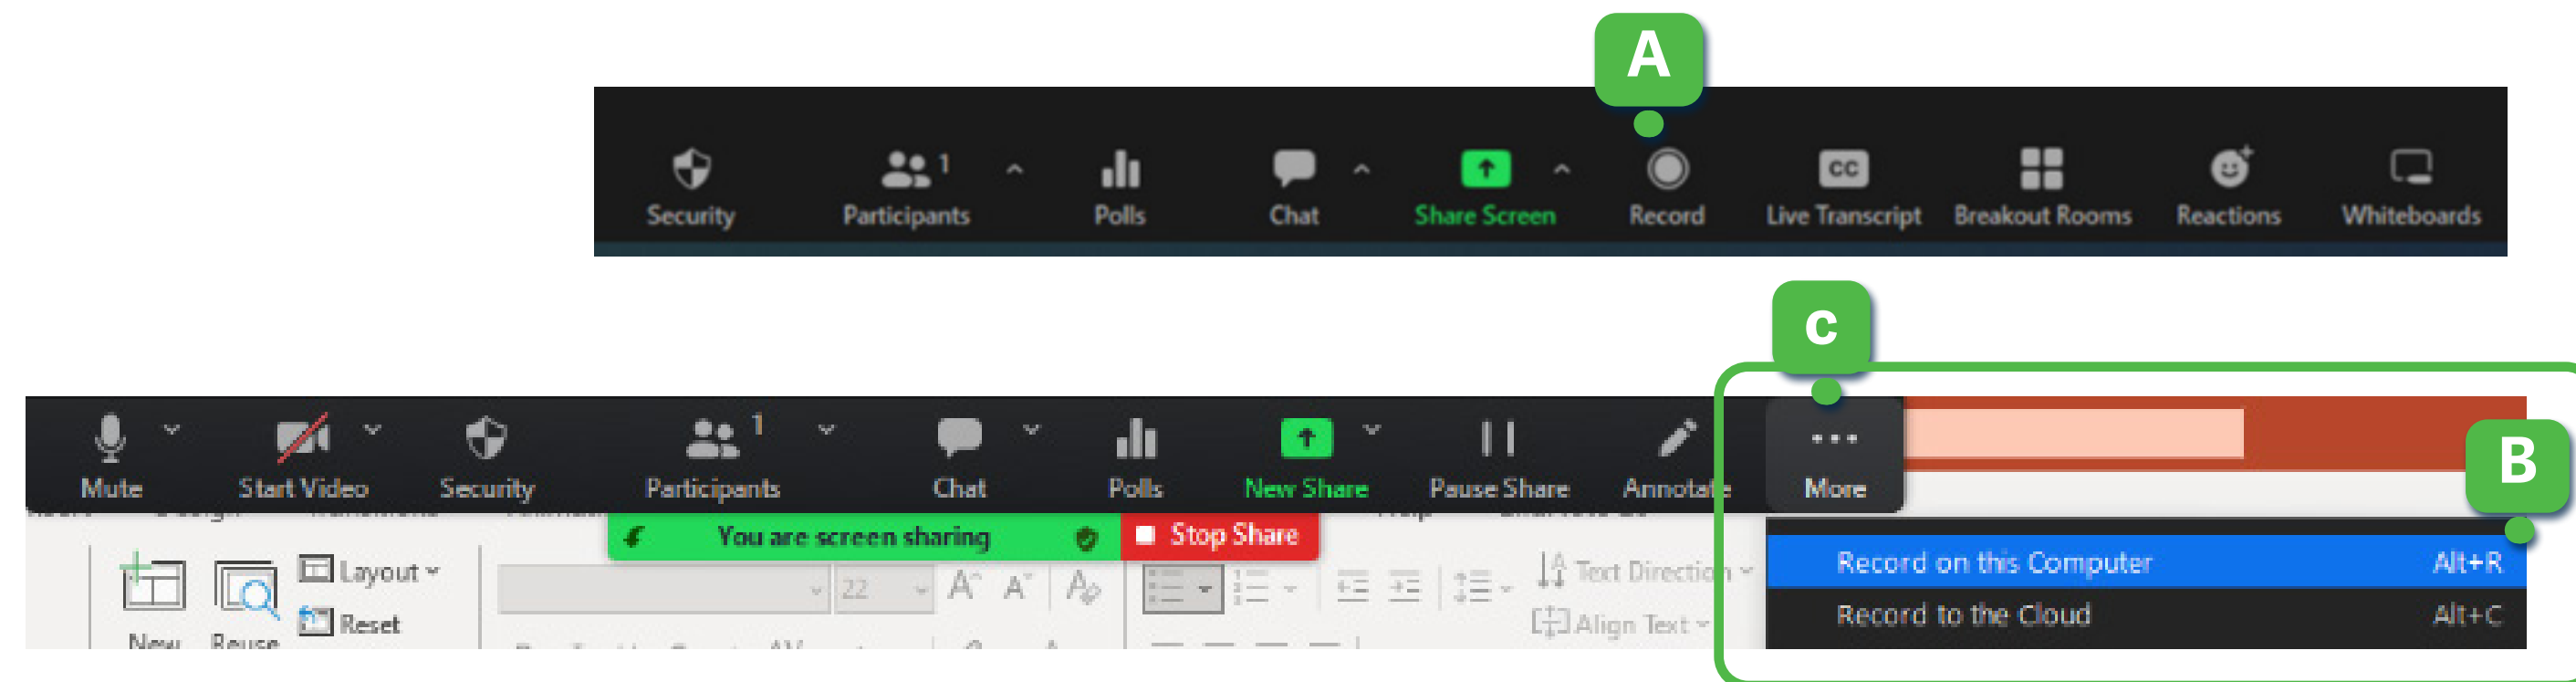 A
1
Security Participants Polls Chat Share Screen Record Live Transcript Breakout Rooms Reactions Whiteboards
CC
c
1
Mute Start Video Security Participants Chat Polls New Share Pause Share Annotate More
B
You are screen sharing Stop Share
Layout
Reset
New Reuse
22
Text Direction
Align Text
Record on this Computer Alt+R
Record to the Cloud Alt+C